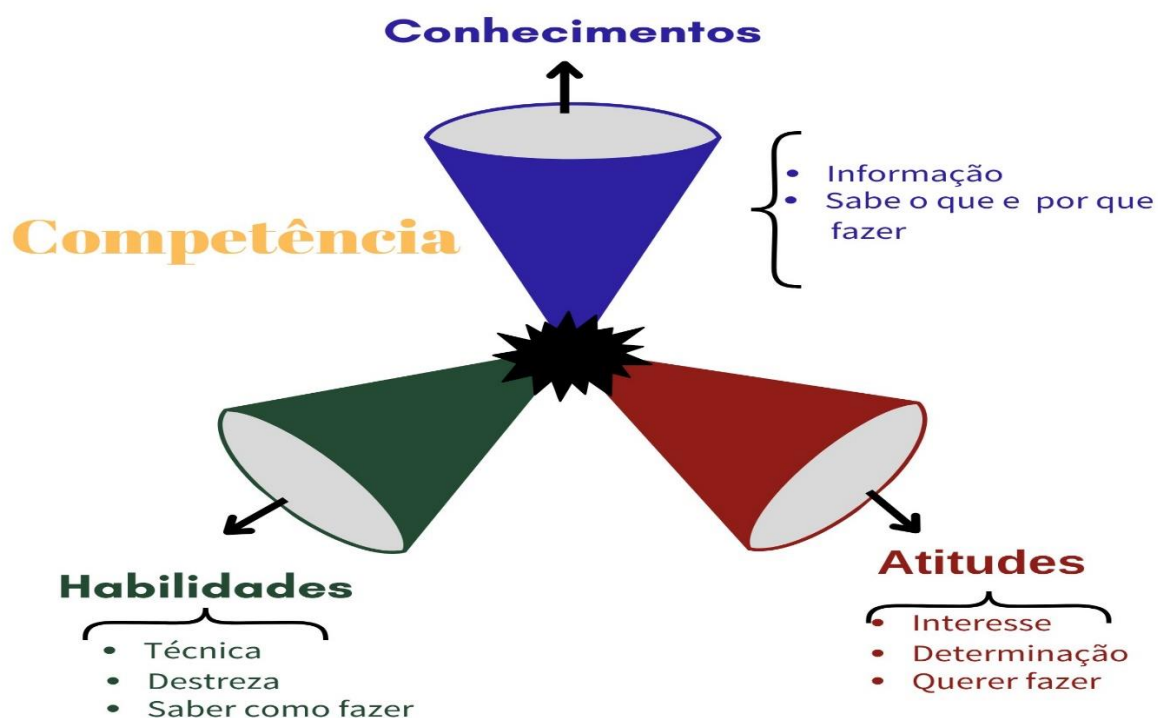 Conhecimentos
• Informação
• Sabe o que e por que
fazer
Competência
Habilidades
• Técnica
• Destreza
• Saber como fazer
Atitudes
• Interesse
• Determinação
• Querer fazer